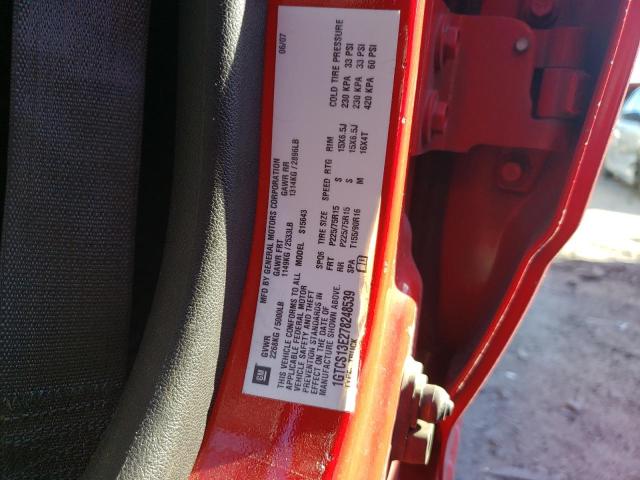 GM MFD BY GENERAL MOTORS CORPORATION 06/07
GVWR GAWR FRT GAWR RR
2268KG / 5000LB 1149KG / 2533LB 1314KG / 2896LB
THIS VEHICLE CONFORMS TO ALL
APPLICABLE FEDERAL MOTOR
VEHICLE SAFETY AND THEFT
PREVENTION STANDARDS IN
EFFECT ON THE DATE OF
MANUFACTURE SHOWN ABOVE.
1GTCS13E278248539
TYPE: TRUCK
MODEL S15643
SPO5 TIRE SIZE SPEED RTG RIM COLD TIRE PRESSURE
FRT P225/75R15 S 15X6.5J 230 KPA 33 PSI
RR P225/75R15 S 15X6.5J 230 KPA 33 PSI
SPA T155/90R16 M 16X4T 420 KPA 60 PSI